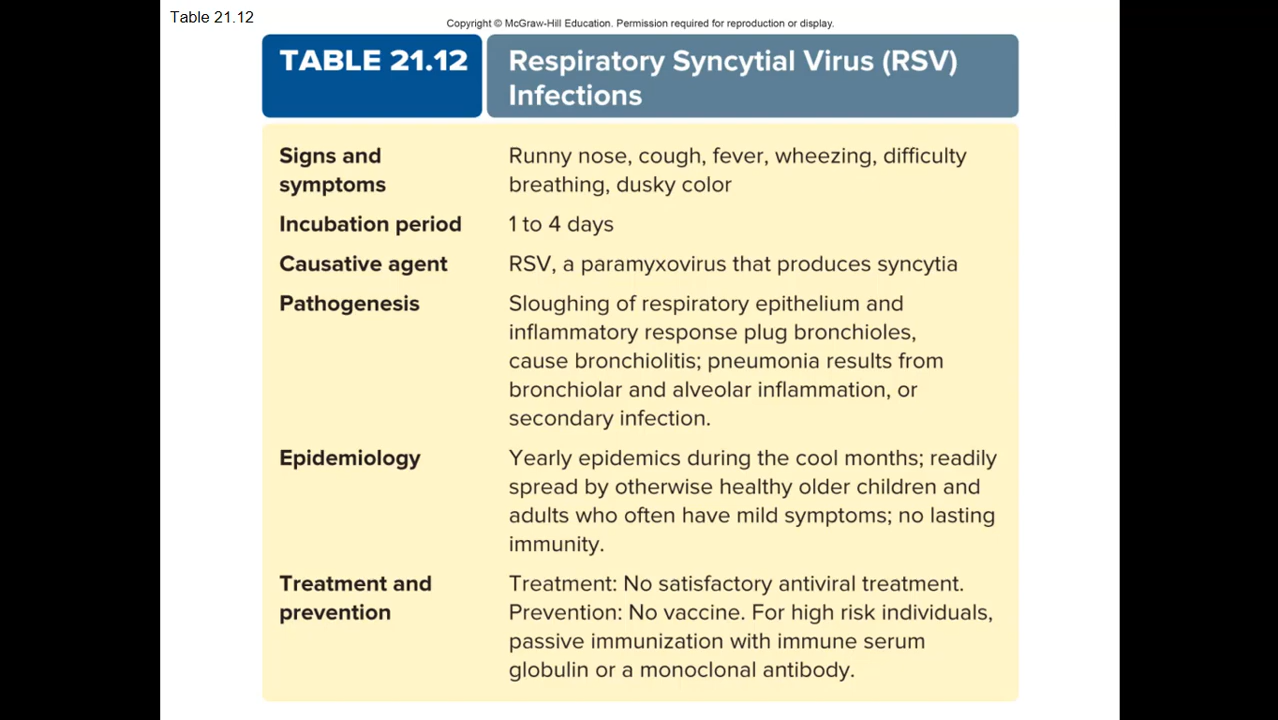 Table 21.12
Copyright © McGraw-Hill Education. Permission required for reproduction or display.
TABLE 21.12
Respiratory Syncytial Virus (RSV)
Infections
Signs and
symptoms
Runny nose, cough, fever, wheezing, difficulty
breathing, dusky color
Incubation period
1 to 4 days
Causative agent
RSV, a paramyxovirus that produces syncytia
Pathogenesis
Sloughing of respiratory epithelium and
inflammatory response plug bronchioles,
cause bronchiolitis; pneumonia results from
bronchiolar and alveolar inflammation, or
secondary infection.
Epidemiology
Yearly epidemics during the cool months; readily
spread by otherwise healthy older children and
adults who often have mild symptoms; no lasting
immunity.
Treatment and
prevention
Treatment: No satisfactory antiviral treatment.
Prevention: No vaccine. For high risk individuals,
passive immunization with immune serum
globulin or a monoclonal antibody.